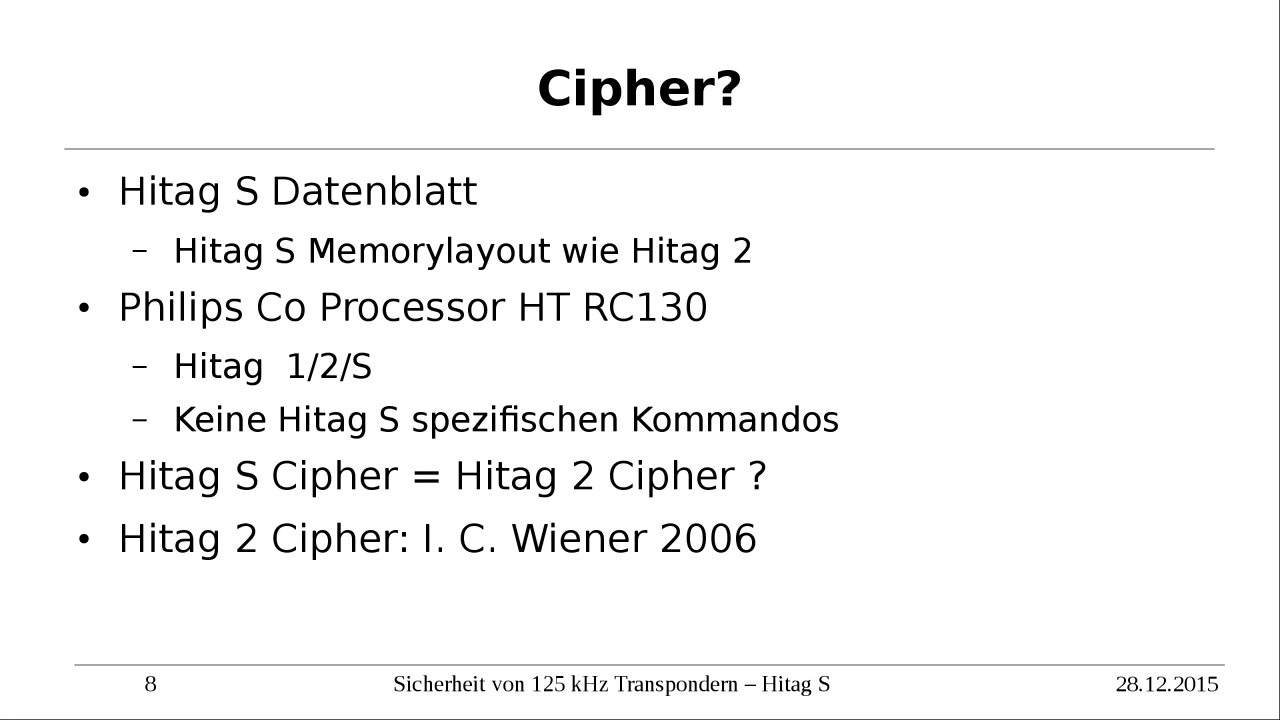 Cipher?
• Hitag S Datenblatt
– Hitag S Memorylayout wie Hitag 2
• Philips Co Processor HT RC130
– Hitag  1/2/S
– Keine Hitag S spezifischen Kommandos
• Hitag S Cipher = Hitag 2 Cipher ?
• Hitag 2 Cipher: I. C. Wiener 2006
8 Sicherheit von 125 kHz Transpondern – Hitag S 28.12.2015